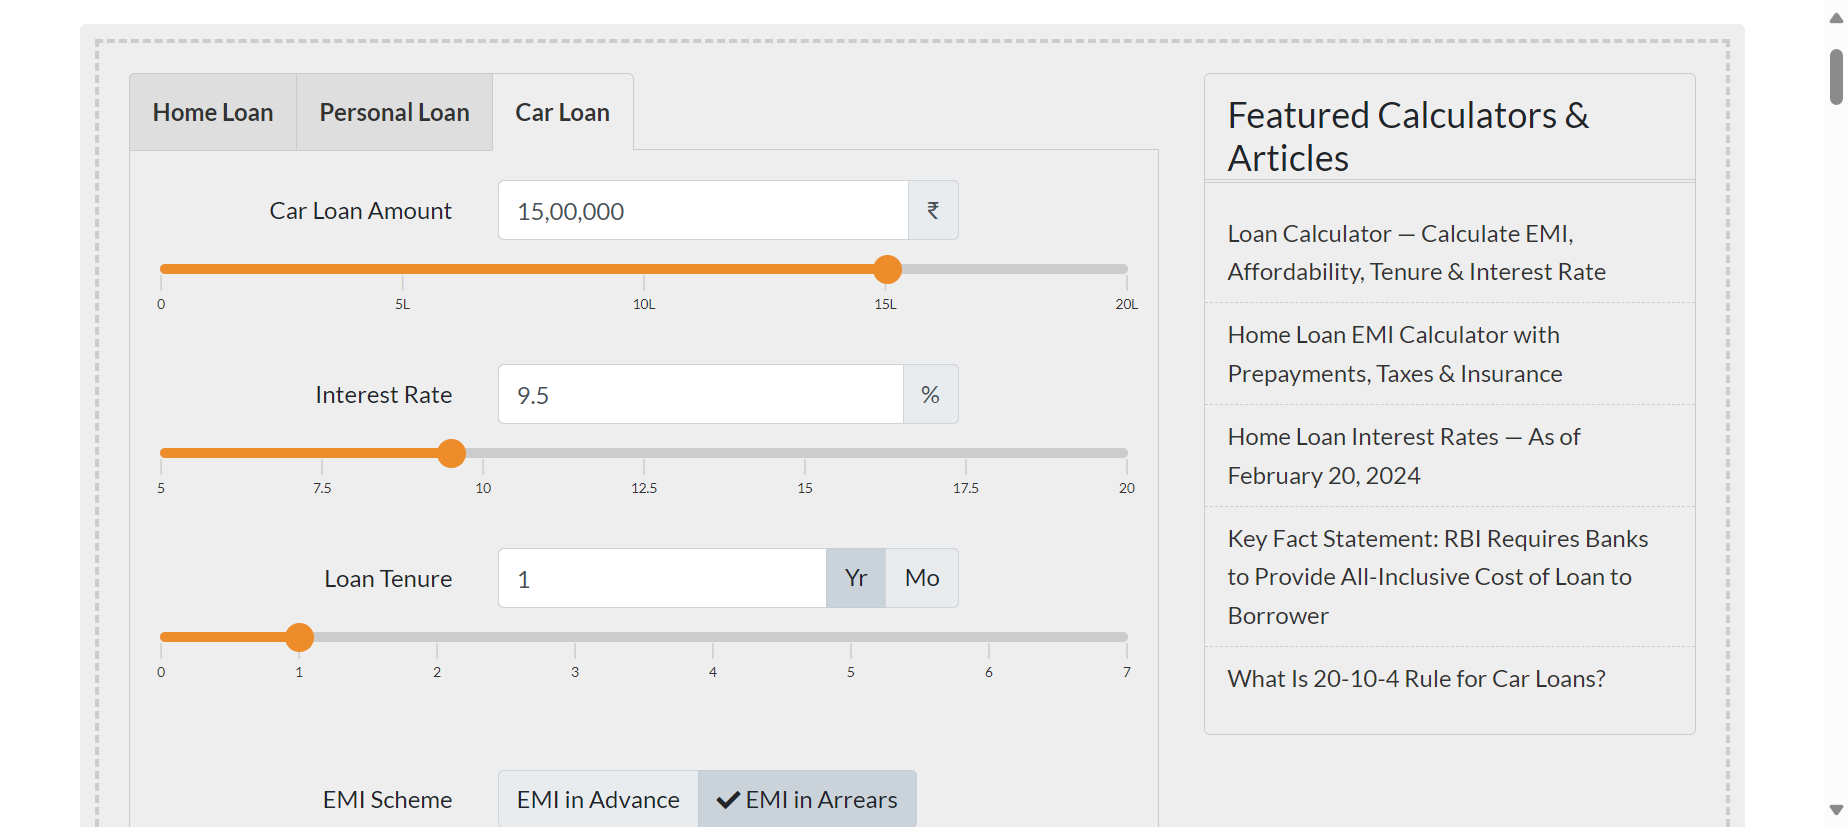 Home Loan
Personal Loan
Car Loan
Car Loan Amount
15,00,000
₹
0
5L
10L
15L
20L
Interest Rate
9.5
%
5
7.5
10
12.5
15
17.5
20
Loan Tenure
1
Yr
Mo
0
1
2
3
4
5
6
7
EMI Scheme
EMI in Advance
EMI in Arrears
Featured Calculators &
Articles
Loan Calculator — Calculate EMI,
Affordability, Tenure & Interest Rate
Home Loan EMI Calculator with
Prepayments, Taxes & Insurance
Home Loan Interest Rates — As of
February 20, 2024
Key Fact Statement: RBI Requires Banks
to Provide All-Inclusive Cost of Loan to
Borrower
What Is 20-10-4 Rule for Car Loans?